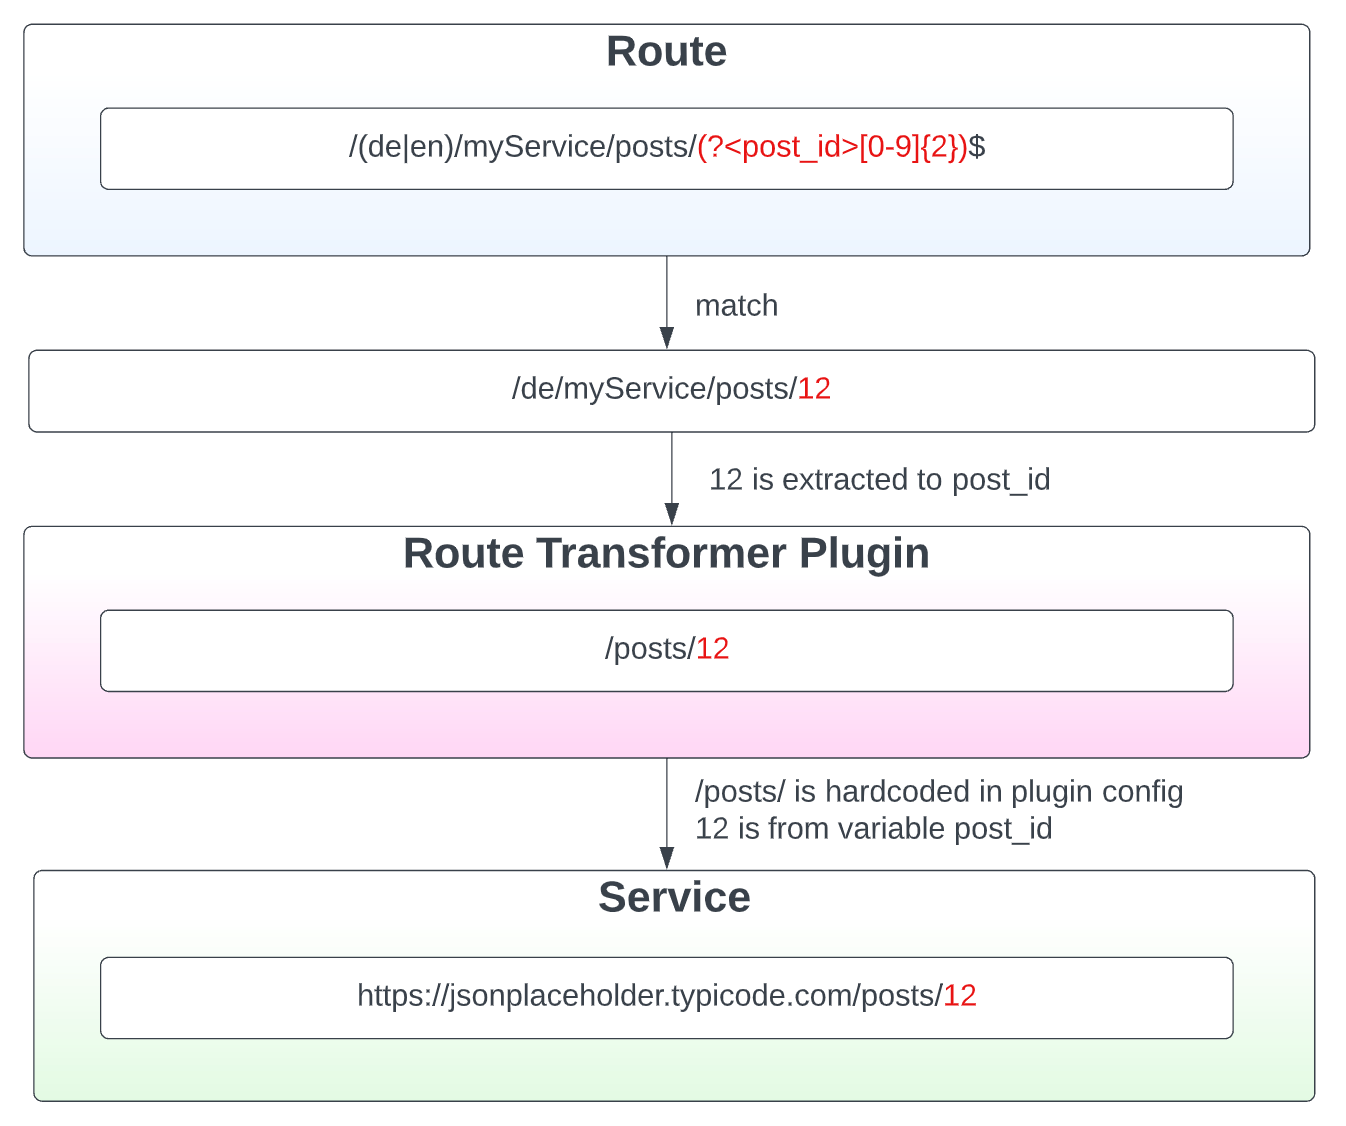 Route
/(de|en)/myService/posts/(?<post_id>[0-9]{2})$
match
/de/myService/posts/12
12 is extracted to post_id
Route Transformer Plugin
/posts/12
/posts/ is hardcoded in plugin config
12 is from variable post_id
Service
https://jsonplaceholder.typicode.com/posts/12